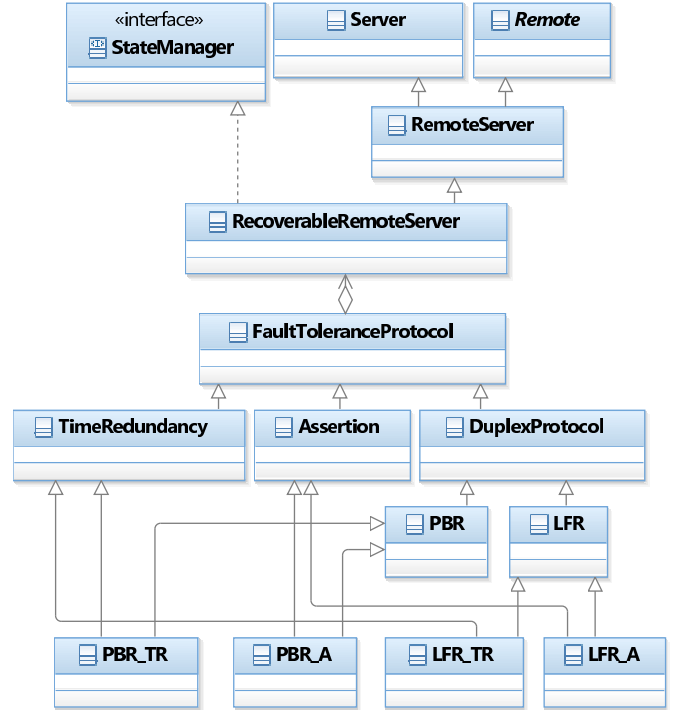 «interface»
StateManager
Server
Remote
RemoteServer
RecoverableRemoteServer
FaultToleranceProtocol
TimeRedundancy
Assertion
DuplexProtocol
PBR
LFR
PBR_TR
PBR_A
LFR_TR
LFR_A